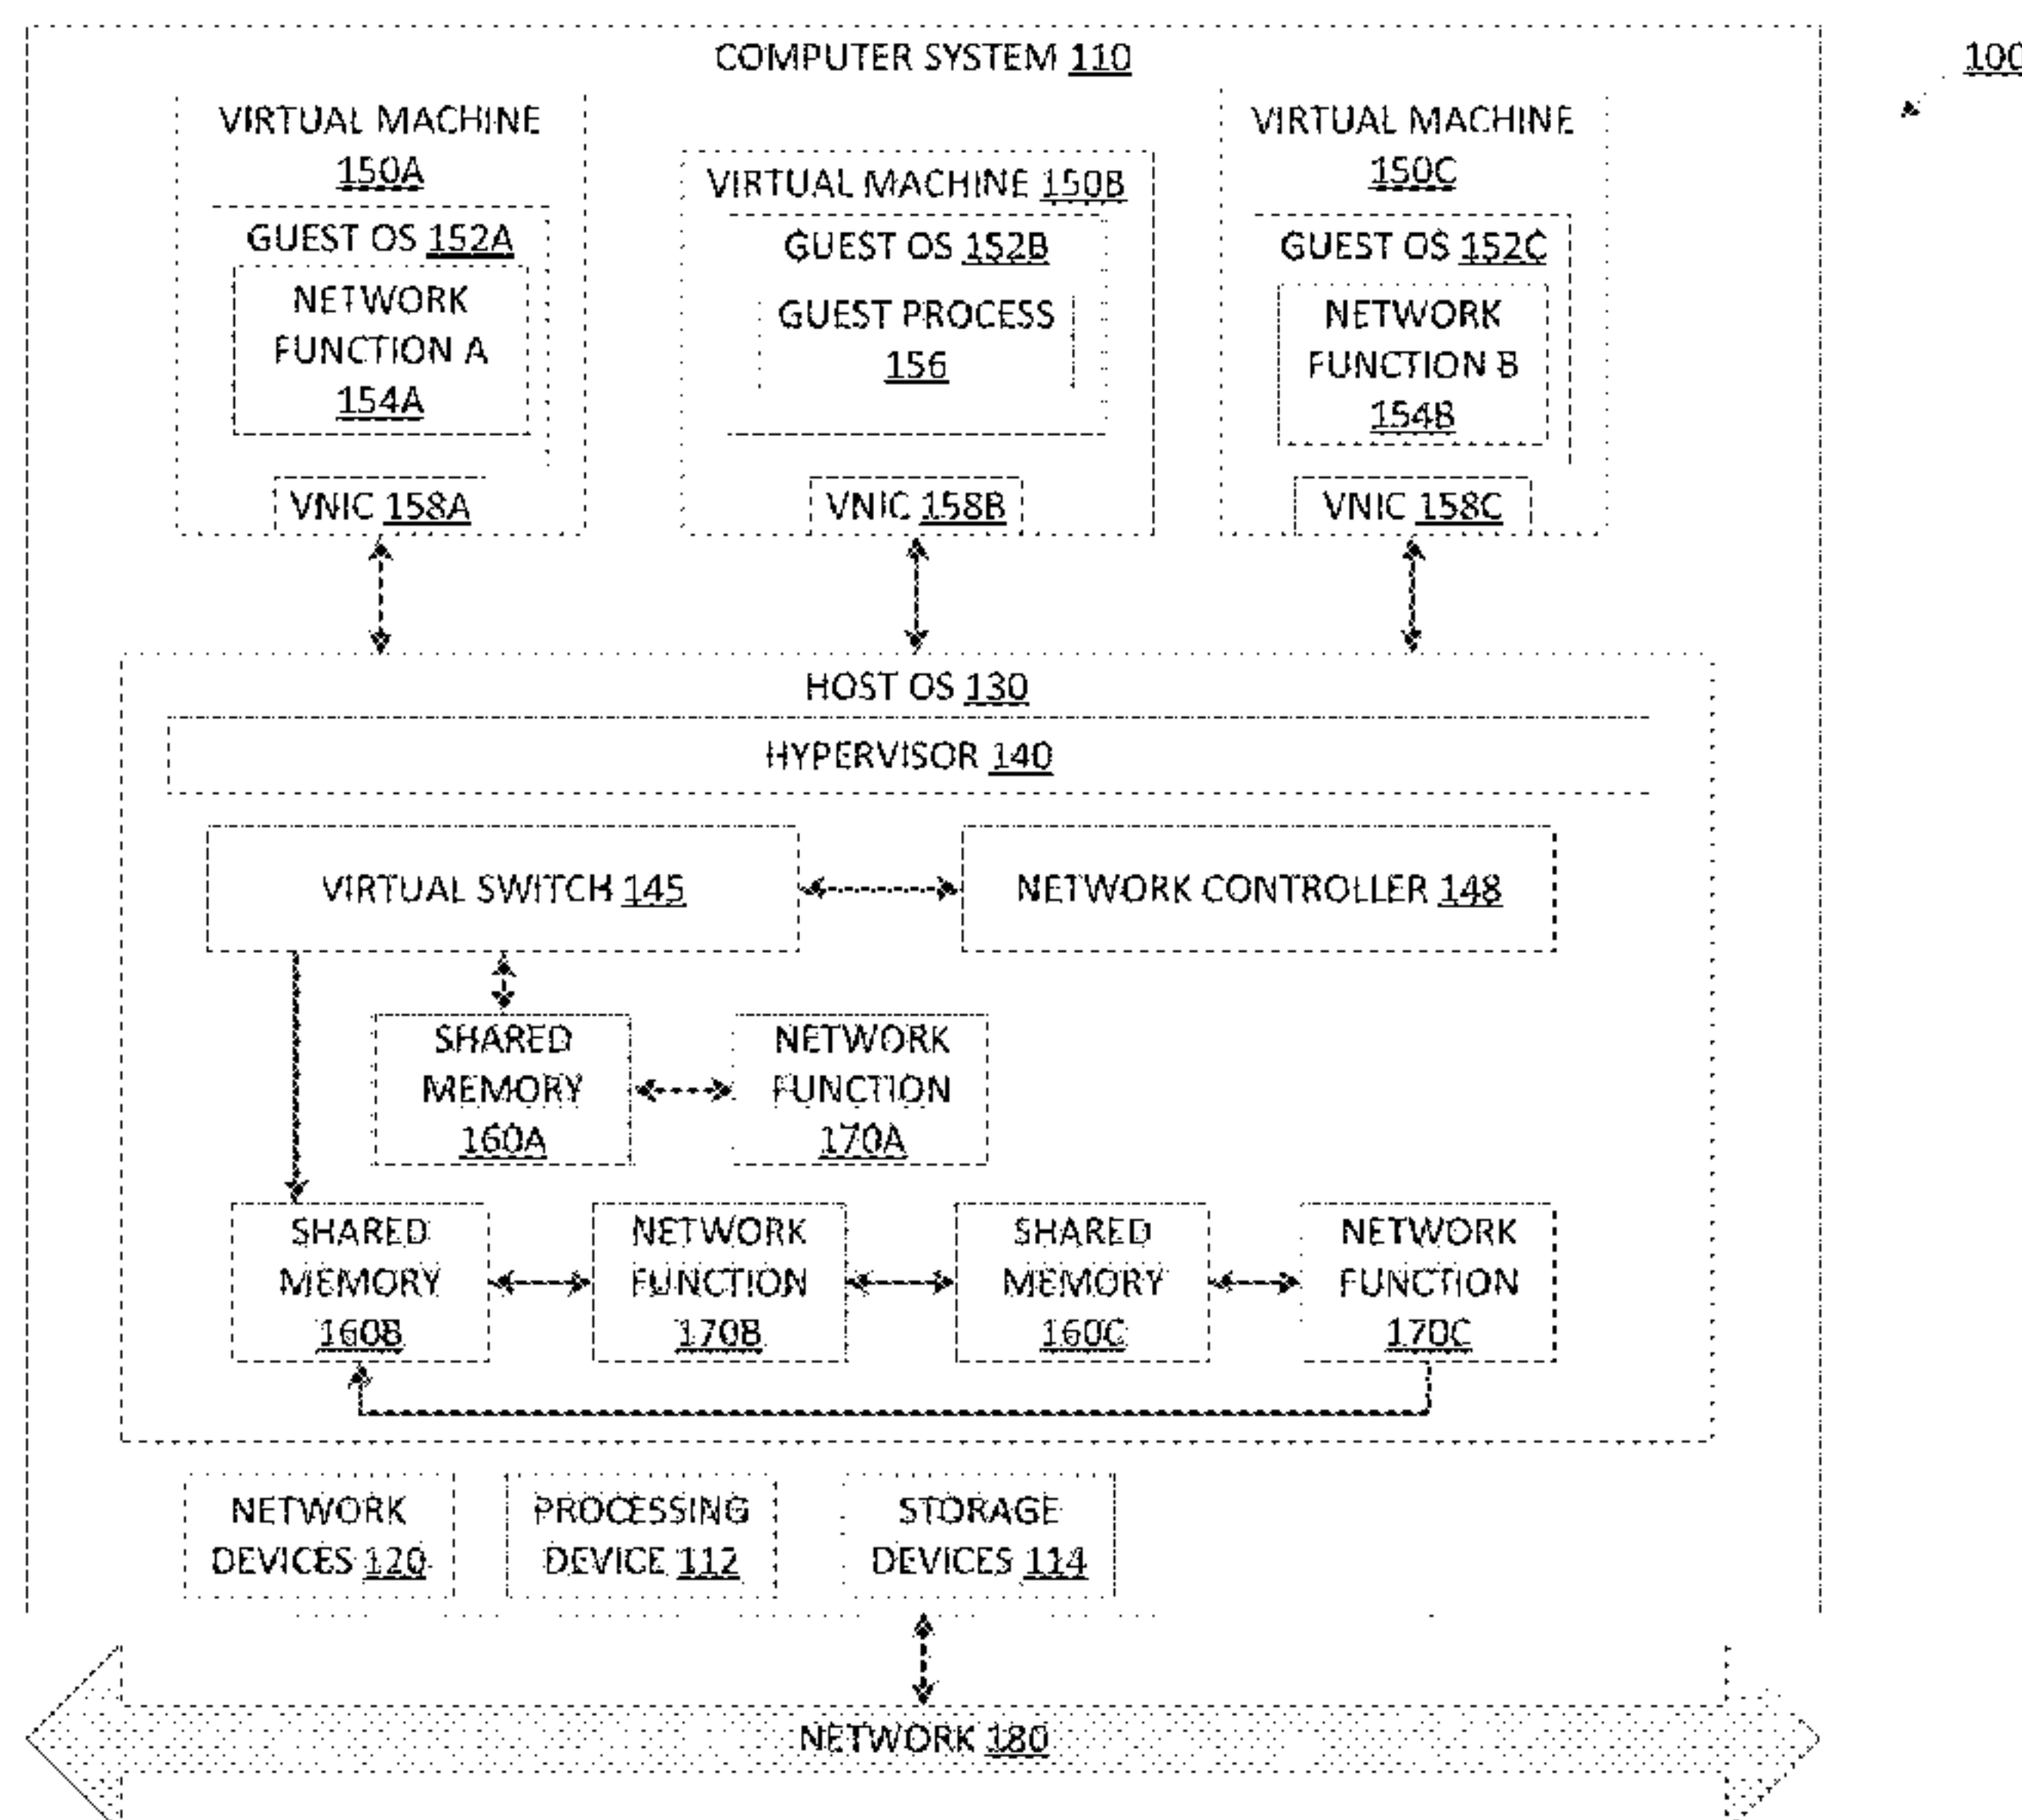 COMPUTER SYSTEM 110
100
VIRTUAL MACHINE
150A
GUEST OS 152A
NETWORK
FUNCTION A
154A
VNIC 158A
VIRTUAL MACHINE 150B
GUEST OS 152B
GUEST PROCESS
156
VNIC 158B
VIRTUAL MACHINE
150C
GUEST OS 152C
NETWORK
FUNCTION B
154B
VNIC 158C
HOST OS 130
HYPERVISOR 140
VIRTUAL SWITCH 145
NETWORK CONTROLLER 148
SHARED
MEMORY
160A
NETWORK
FUNCTION
170A
SHARED
MEMORY
160B
NETWORK
FUNCTION
170B
SHARED
MEMORY
160C
NETWORK
FUNCTION
170C
NETWORK
DEVICES 120
PROCESSING
DEVICE 112
STORAGE
DEVICES 114
NETWORK 180